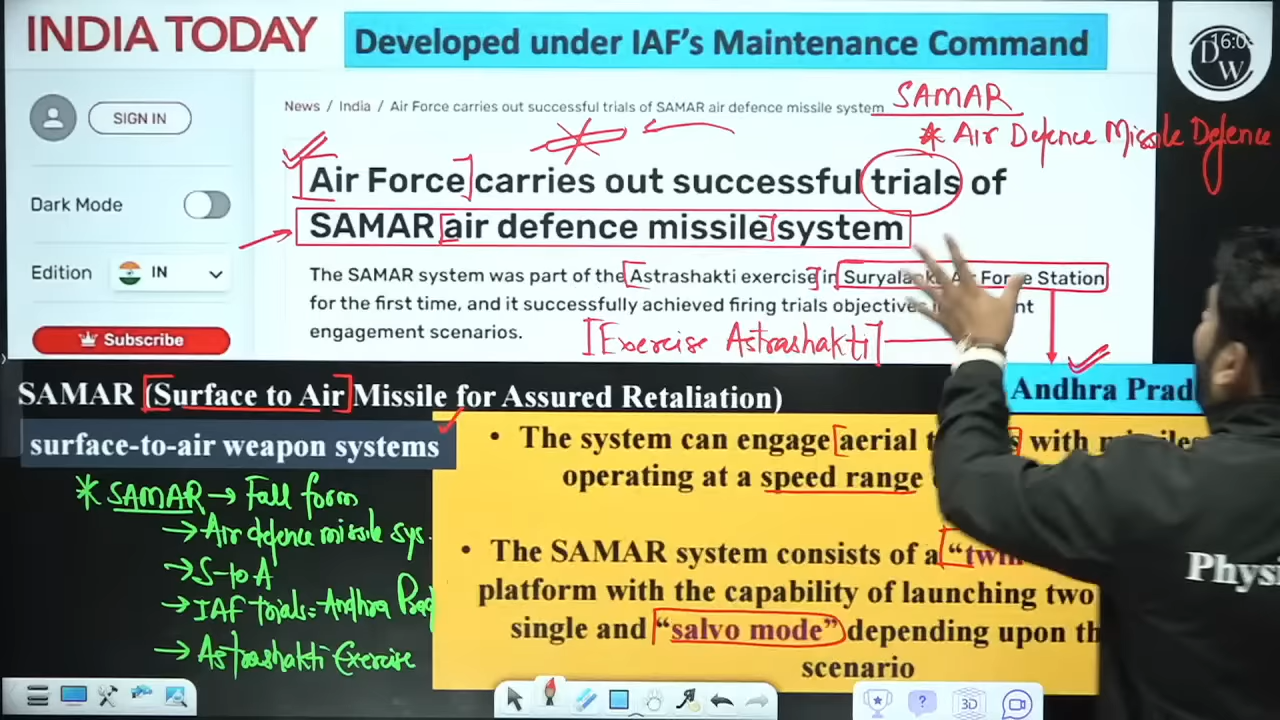 INDIA TODAY
Developed under IAF's Maintenance Command
16:0
D W
SIGN IN
Dark Mode
Edition
IN
Subscribe
News / India / Air Force carries out successful trials of SAMAR air defence missile system
SAMAR
* Air Defence Missile Defence
Air Force carries out successful trials of
SAMAR air defence missile system
The SAMAR system was part of the Astrashakti exercise in Force Station
for the first time, and it successfully achieved firing trials
engagement scenarios.
[Exercise Astrashakti]
SAMAR (Surface to Air Missile for Assured Retaliation)
Andhra Prad
surface-to-air weapon systems
• The system can engage aerial with
operating at a speed range
• The SAMAR system consists of a "twin
platform with the capability of launching two
single and "salvo mode" depending upon th
scenario
* SAMAR → Full form
→ Air defence missile sys.
→ S-to A
→ IAF trials = Andhra Prad
→ Astrashakti Exercise
Physi
3D